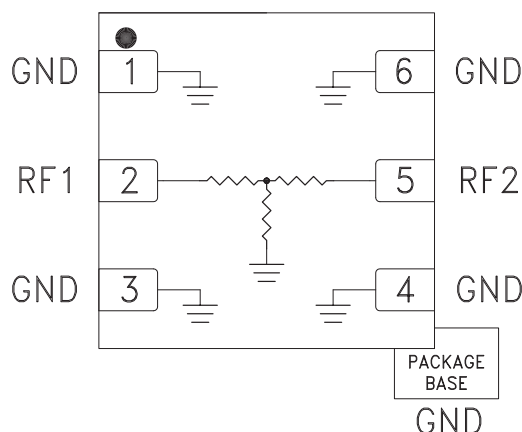 GND 1 6 GND
RF1 2 5 RF2
GND 3 4 GND
PACKAGE
BASE
GND